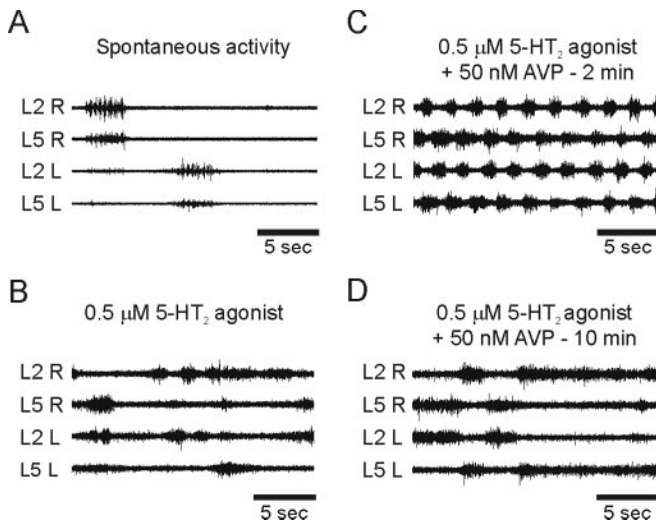 A
Spontaneous activity
L2 R
L5 R
L2 L
L5 L
5 sec
B
0.5 μM 5-HT₂ agonist
L2 R
L5 R
L2 L
L5 L
5 sec
C
0.5 μM 5-HT₂ agonist
+ 50 nM AVP - 2 min
L2 R
L5 R
L2 L
L5 L
5 sec
D
0.5 μM 5-HT₂ agonist
+ 50 nM AVP - 10 min
L2 R
L5 R
L2 L
L5 L
5 sec